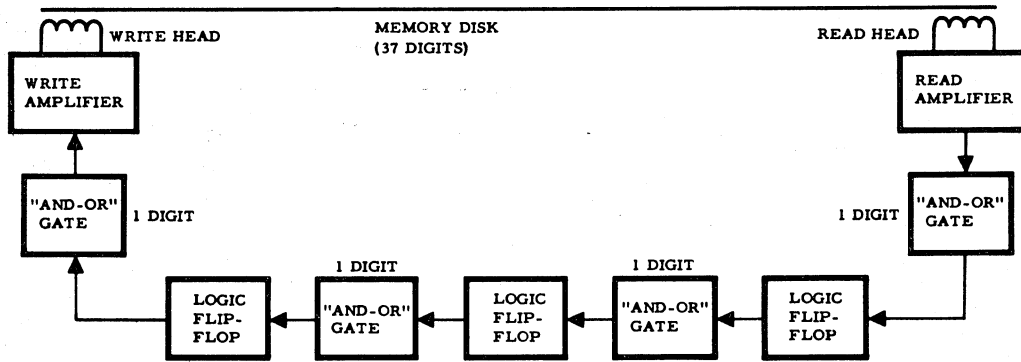 WRITE HEAD
MEMORY DISK
(37 DIGITS)
READ HEAD
WRITE
AMPLIFIER
READ
AMPLIFIER
"AND-OR"
GATE
1 DIGIT
1 DIGIT
"AND-OR"
GATE
LOGIC
FLIP-
FLOP
1 DIGIT
"AND-OR"
GATE
LOGIC
FLIP-
FLOP
1 DIGIT
"AND-OR"
GATE
LOGIC
FLIP-
FLOP